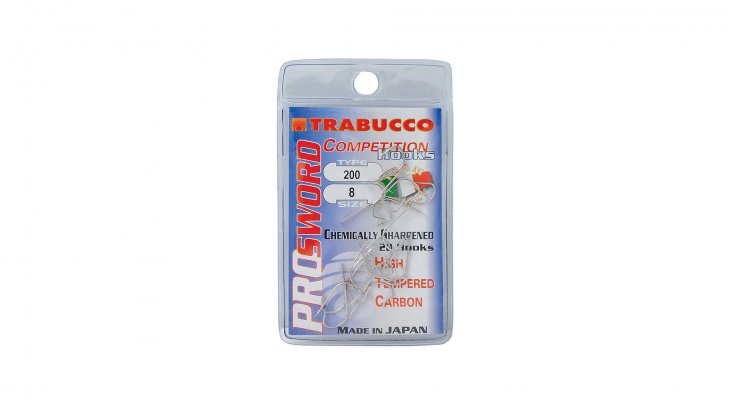 TRABUCCO
COMPETITION
HOOKS
TYPE
200
8
SIZE
PROSWORD
CHEMICALLY SHARPENED
20 HOOKS
HIGH
TEMPERED
CARBON
MADE IN JAPAN